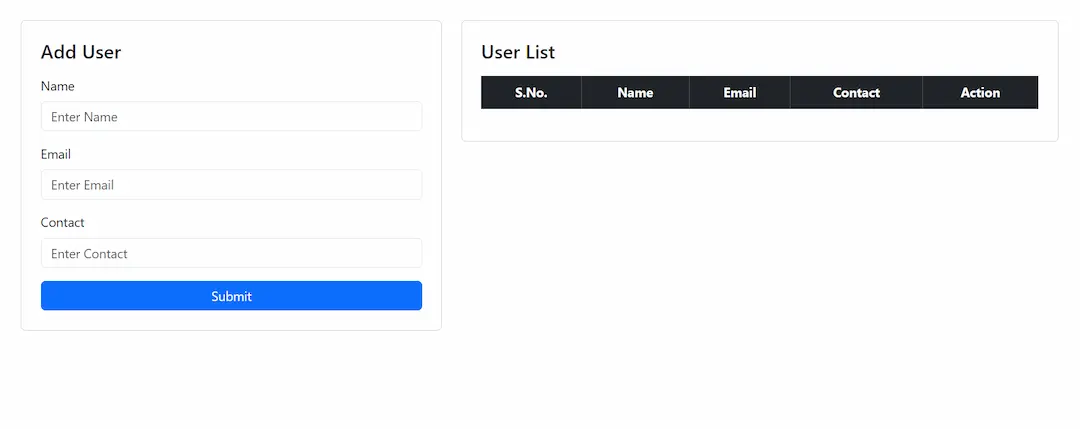 Add User
Name
Enter Name
Email
Enter Email
Contact
Enter Contact
Submit
User List
S.No. Name Email Contact Action